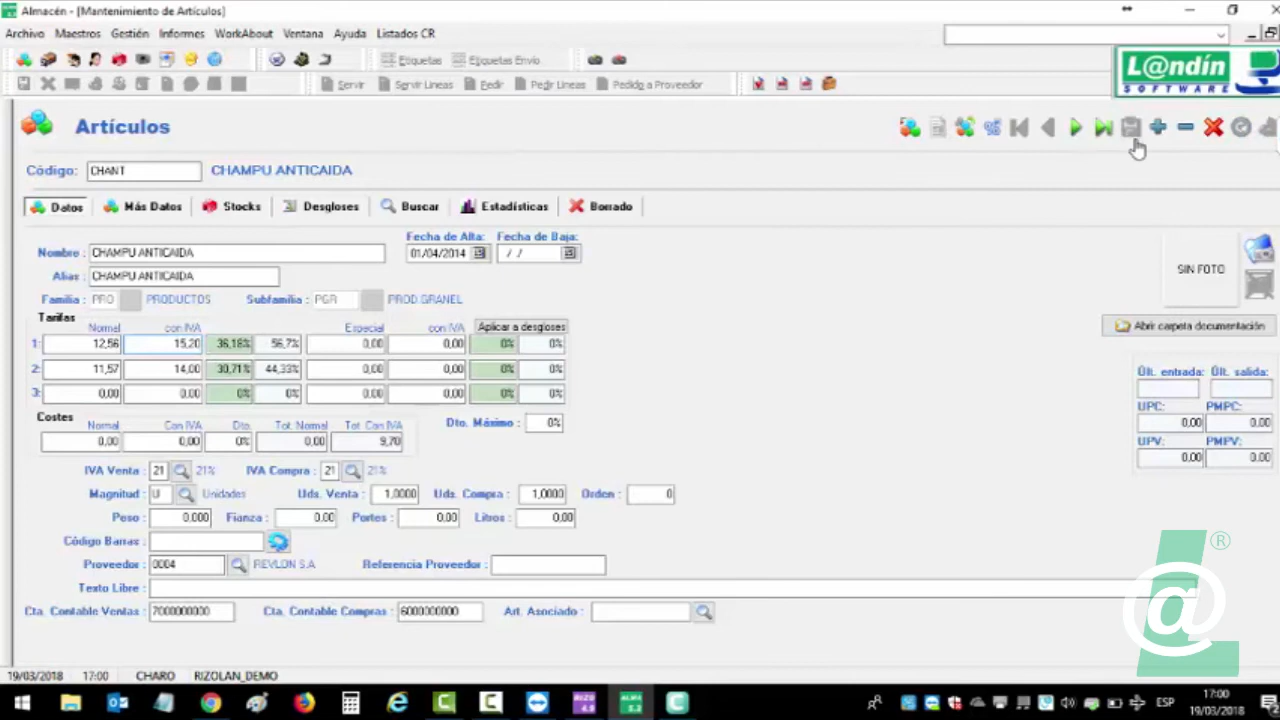 Almacén - [Mantenimiento de Artículos]
Archivo Maestros Gestión Informes WorkAbout Ventana Ayuda Listados CR
Etiquetas Etiquetas Envio
Servir Servir Lineas Pedir Pedir Lineas Pedido a Proveedor
L@ndín
SOFTWARE
Artículos
Código: CHANT CHAMPU ANTICAIDA
Datos Más Datos Stocks Desgloses Buscar Estadísticas Borrado
Fecha de Alta: Fecha de Baja:
Nombre : CHAMPU ANTICAIDA 01/04/2014 / /
Alias: CHAMPU ANTICAIDA
SIN FOTO
Familia : PRO PRODUCTOS Subfamilia : PGR PROD.GRANEL
Tarifas
Normal con IVA Especial con IVA Aplicar a desgloses
Abrir carpeta documentación
1: 12,56 15,20 36,18% 56,7% 0,00 0,00 0% 0%
2: 11,57 14,00 30,71% 44,33% 0,00 0,00 0% 0%
3: 0,00 0,00 0% 0% 0,00 0,00 0% 0%
Últ. entrada: Últ. salida:
UPC: PMPC:
0.00 0.00
UPV: PMPV:
0.00 0.00
Costes
Normal Con IVA Dto. Tot. Normal Tot. Con IVA
0,00 0,00 0% 0,00 9,70
Dto. Máximo : 0%
IVA Venta : 21 21% IVA Compra : 21 21%
Magnitud : U Unidades Uds. Venta : 1,0000 Uds. Compra : 1,0000 Orden : 0
Peso : 0.000 Fianza : 0.00 Portes : 0.00 Litros : 0.00
Código Barras :
Proveedor : 0004 REVLON S.A Referencia Proveedor :
Texto Libre :
Cta. Contable Ventas : 7000000000 Cta. Contable Compras : 6000000000 Art. Asociado :
®
@
19/03/2018 17:00 CHARO RIZOLAN_DEMO
ESP
17:00
19/03/2018